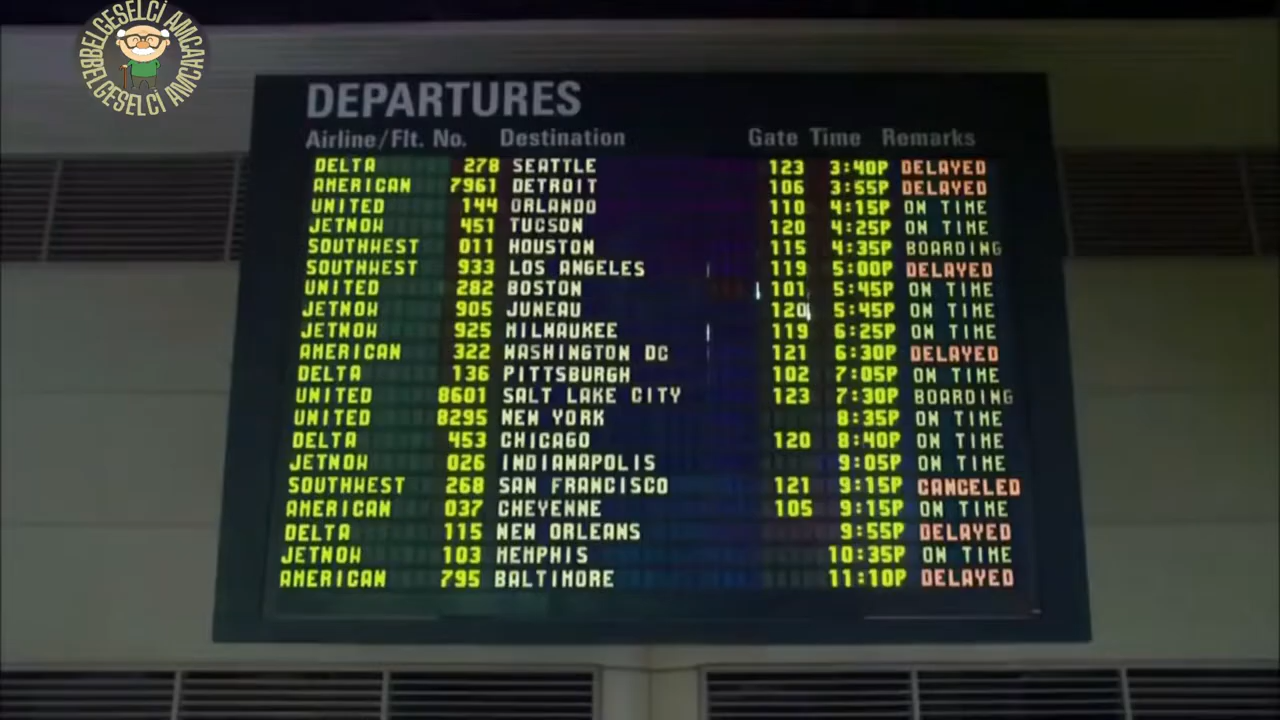 BELGESELCİ AMCA
BELGESELCİ AMCA
DEPARTURES
Airline/Flt. No. Destination Gate Time Remarks
DELTA 278 SEATTLE 123 3:40P DELAYED
AMERICAN 7961 DETROIT 106 3:55P DELAYED
UNITED 144 ORLANDO 110 4:15P ON TIME
JETNOW 451 TUCSON 120 4:25P ON TIME
SOUTHWEST 011 HOUSTON 115 4:35P BOARDING
SOUTHWEST 933 LOS ANGELES 119 5:00P DELAYED
UNITED 282 BOSTON 101 5:45P ON TIME
JETNOW 905 JUNEAU 120 5:45P ON TIME
JETNOW 925 MILWAUKEE 119 6:25P ON TIME
AMERICAN 322 WASHINGTON DC 121 6:30P DELAYED
DELTA 136 PITTSBURGH 102 7:05P ON TIME
UNITED 8601 SALT LAKE CITY 123 7:30P BOARDING
UNITED 8295 NEW YORK 8:35P ON TIME
DELTA 453 CHICAGO 120 8:40P ON TIME
JETNOW 026 INDIANAPOLIS 9:05P ON TIME
SOUTHWEST 268 SAN FRANCISCO 121 9:15P CANCELED
AMERICAN 037 CHEYENNE 105 9:15P ON TIME
DELTA 115 NEW ORLEANS 9:55P DELAYED
JETNOW 103 MEMPHIS 10:35P ON TIME
AMERICAN 795 BALTIMORE 11:10P DELAYED